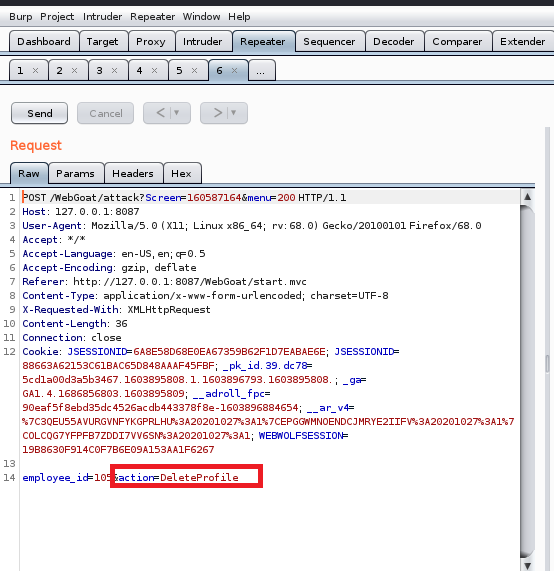 Burp Project Intruder Repeater Window Help
Dashboard Target Proxy Intruder Repeater Sequencer Decoder Comparer Extender
1 × 2 × 3 × 4 × 5 × 6 × ...
Send Cancel < | ▼ > | ▼
Request
Raw Params Headers Hex
1 POST /WebGoat/attack?Screen=160587164&menu=200 HTTP/1.1
2 Host: 127.0.0.1:8087
3 User-Agent: Mozilla/5.0 (X11; Linux x86_64; rv:68.0) Gecko/20100101 Firefox/68.0
4 Accept: */*
5 Accept-Language: en-US,en;q=0.5
6 Accept-Encoding: gzip, deflate
7 Referer: http://127.0.0.1:8087/WebGoat/start.mvc
8 Content-Type: application/x-www-form-urlencoded; charset=UTF-8
9 X-Requested-With: XMLHttpRequest
10 Content-Length: 36
11 Connection: close
12 Cookie: JSESSIONID=6A8E58D68E0EA67359B62F1D7EABAE6E; JSESSIONID=
88663A62153C61BAC65D848AAAF45FBF; _pk_id.39.dc78=
5cd1a00d3a5b3467.1603895808.1.1603896793.1603895808.; _ga=
GA1.4.1686856803.1603895809; __adroll_fpc=
90eaf5f8ebd35dc4526acdb443378f8e-1603896884654; __ar_v4=
%7C3QEU55AVURGVNFYKGPRLHU%3A20201027%3A1%7CEPGGWMNOENDCJMRYE2IIFV%3A20201027%3A1%7
COLCQG7YFPFB7ZDDI7VV6SN%3A20201027%3A1; WEBWOLFSESSION=
19B8630F914C0F7B6E09A153AA1F6267
13
14 employee_id=105&action=DeleteProfile